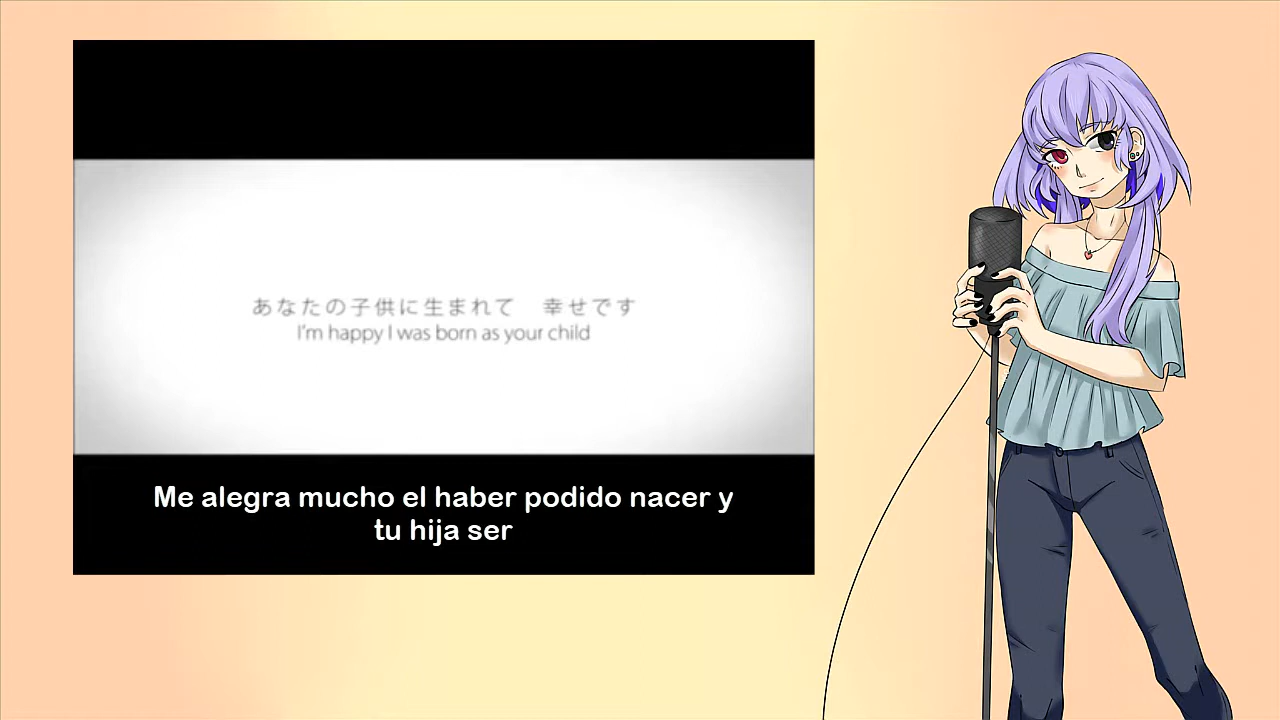 あなたの子供に生まれて　幸せです
I'm happy I was born as your child
Me alegra mucho el haber podido nacer y
tu hija ser